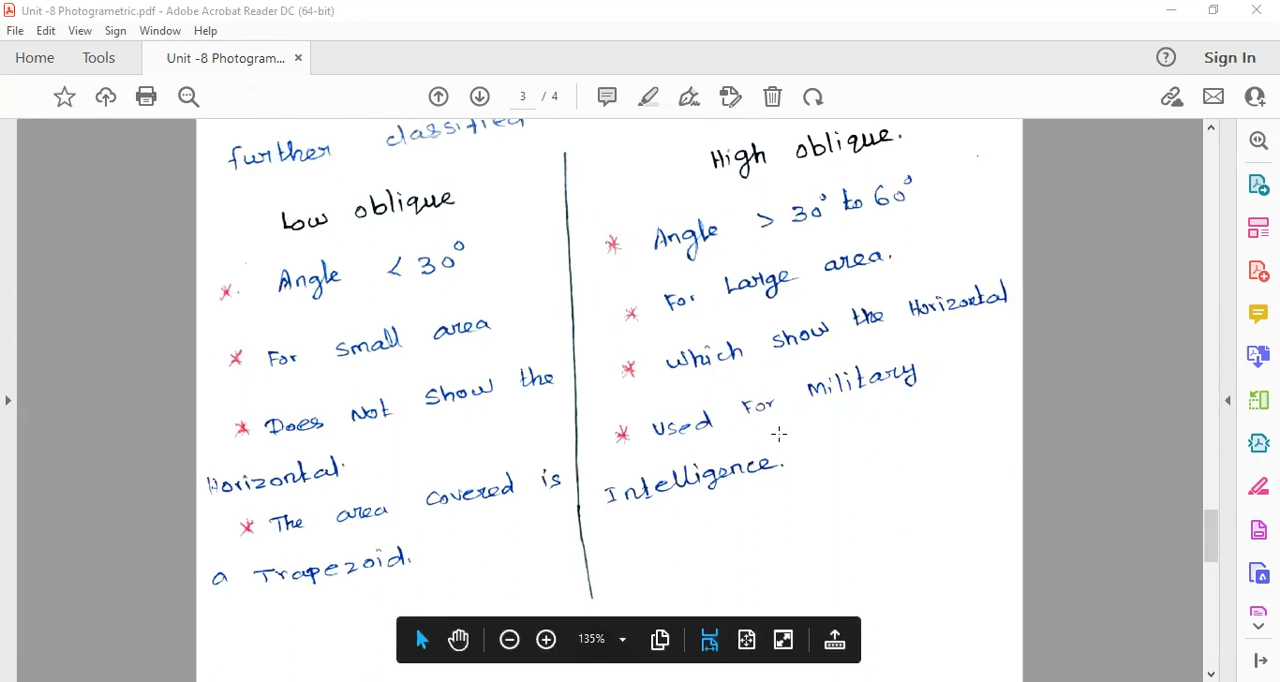 Unit -8 Photogrametric.pdf - Adobe Acrobat Reader DC (64-bit)
File Edit View Sign Window Help
Home Tools Unit -8 Photogram... × Sign In
3 / 4
further classified
Low oblique
* Angle < 30°
* For small area
* Does Not show the
Horizontal.
* The area covered is
a Trapezoid.
High oblique.
* Angle > 30° to 60°
* For Large area.
* which show the Horizontal
* used For military
Intelligence.
135%